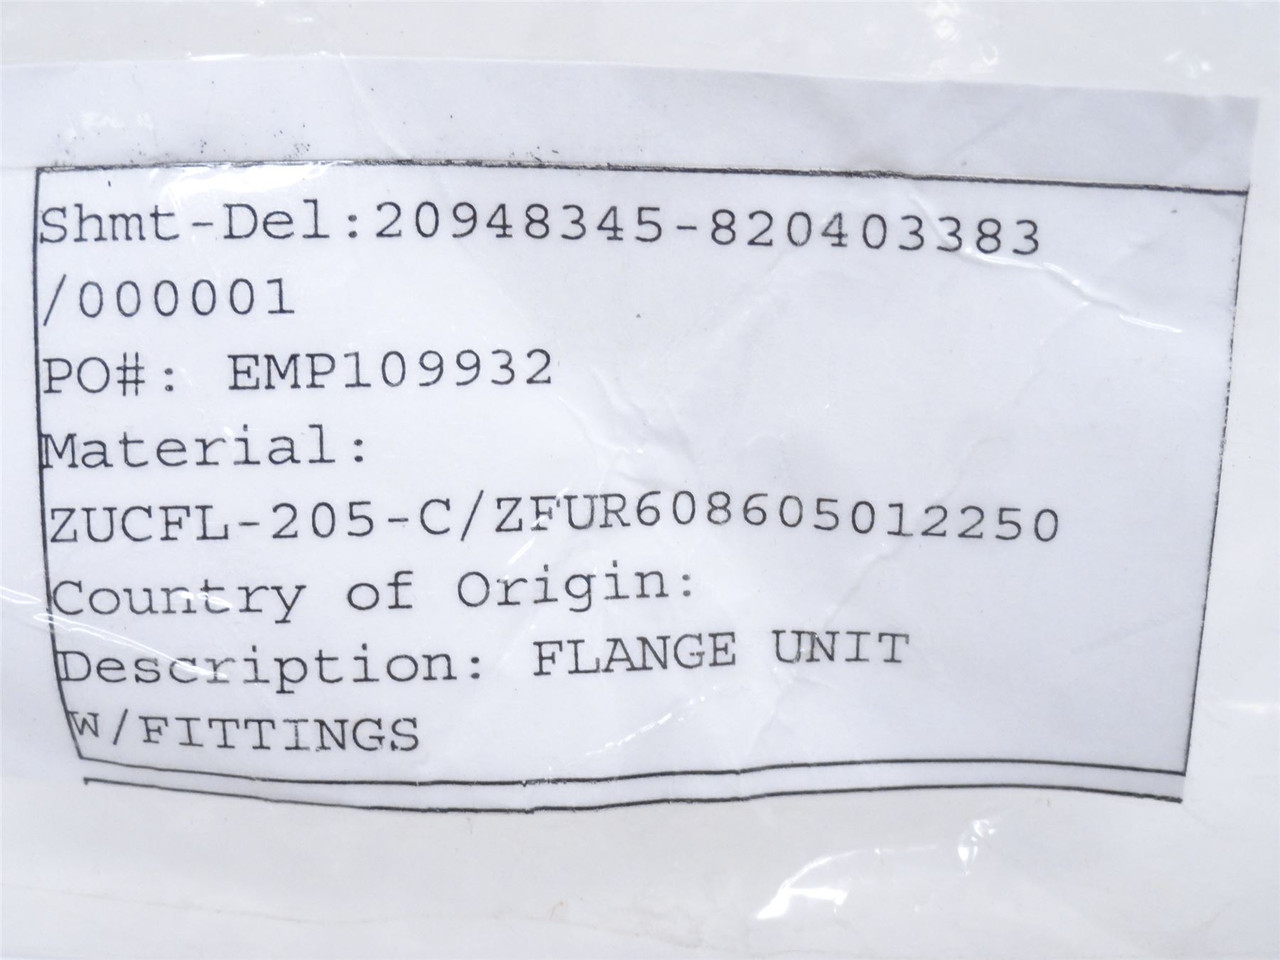 Shmt-Del:20948345-820403383
/000001
PO#: EMP109932
Material:
ZUCFL-205-C/ZFUR608605012250
Country of Origin:
Description: FLANGE UNIT
W/FITTINGS